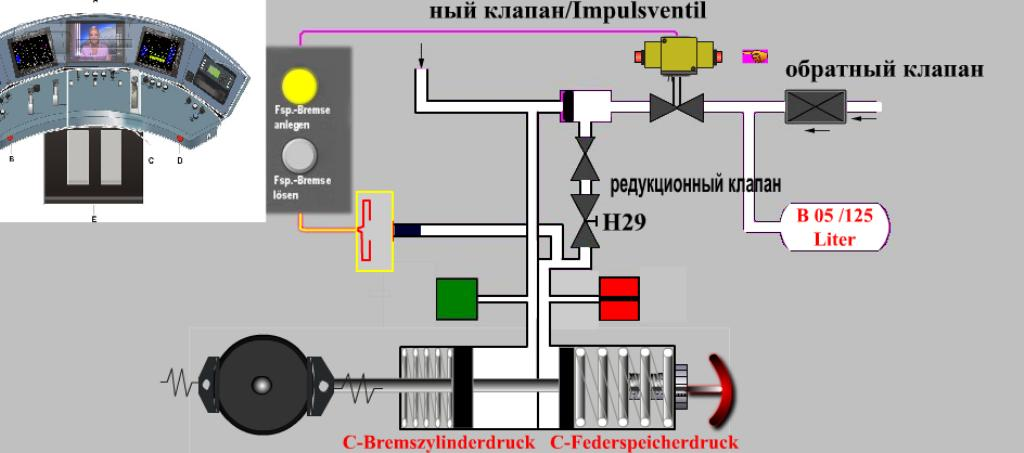 A
ный клапан/Impulsventil
обратный клапан
Fsp.-Bremse
anlegen
Fsp.-Bremse
lösen
B
C
D
E
редукционный клапан
H29
B 05 /125
Liter
C-Bremszylinderdruck
C-Federspeicherdruck